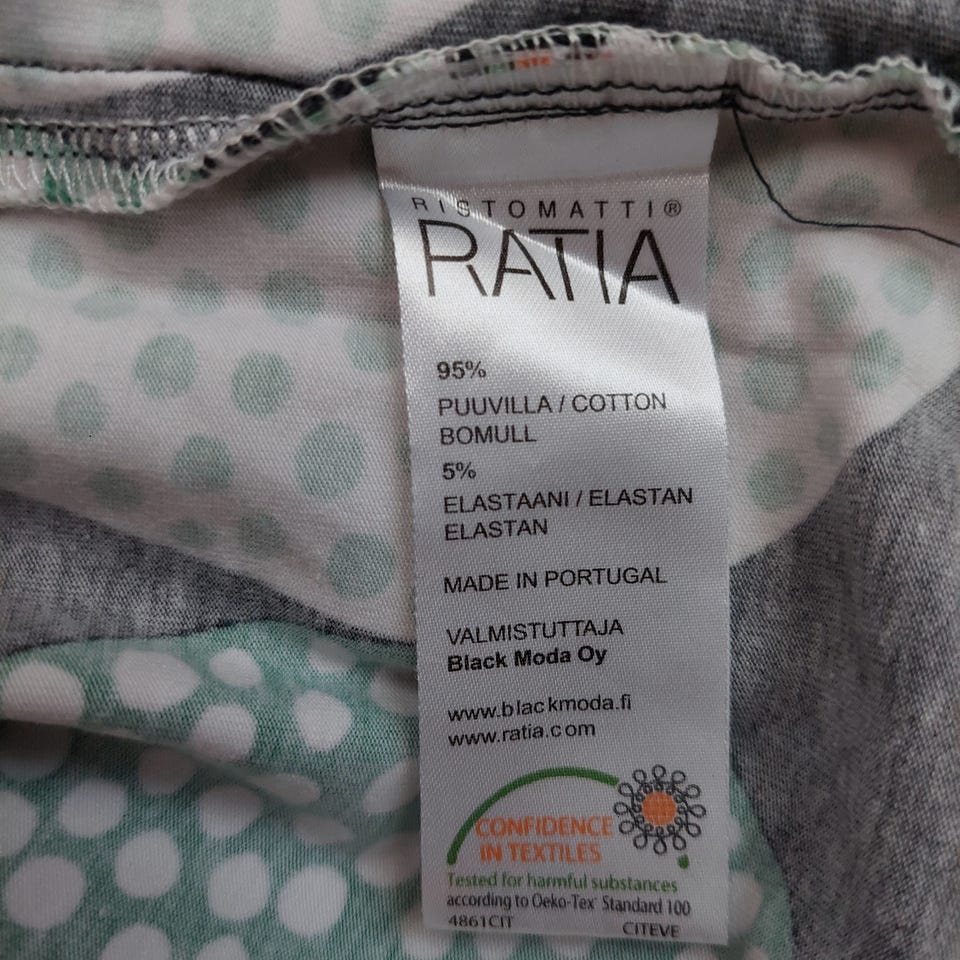 RISTOMATTI®
RATIA
95%
PUUVILLA / COTTON
BOMULL
5%
ELASTAANI / ELASTAN
ELASTAN
MADE IN PORTUGAL
VALMISTUTTAJA
Black Moda Oy
www.blackmoda.fi
www.ratia.com
CONFIDENCE
IN TEXTILES
Tested for harmful substances
according to Oeko-Tex® Standard 100
4861CIT CITEVE